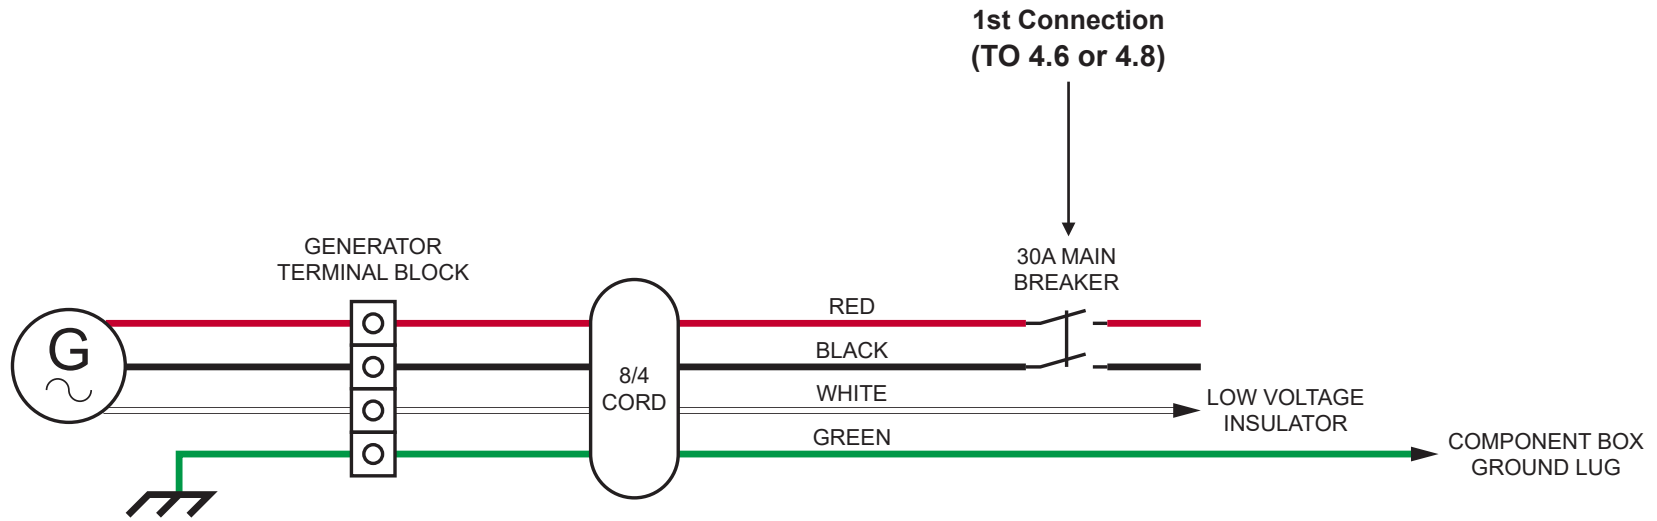 1st Connection
(TO 4.6 or 4.8)
GENERATOR
TERMINAL BLOCK
30A MAIN
BREAKER
G
8/4
CORD
RED
BLACK
WHITE
GREEN
LOW VOLTAGE
INSULATOR
COMPONENT BOX
GROUND LUG